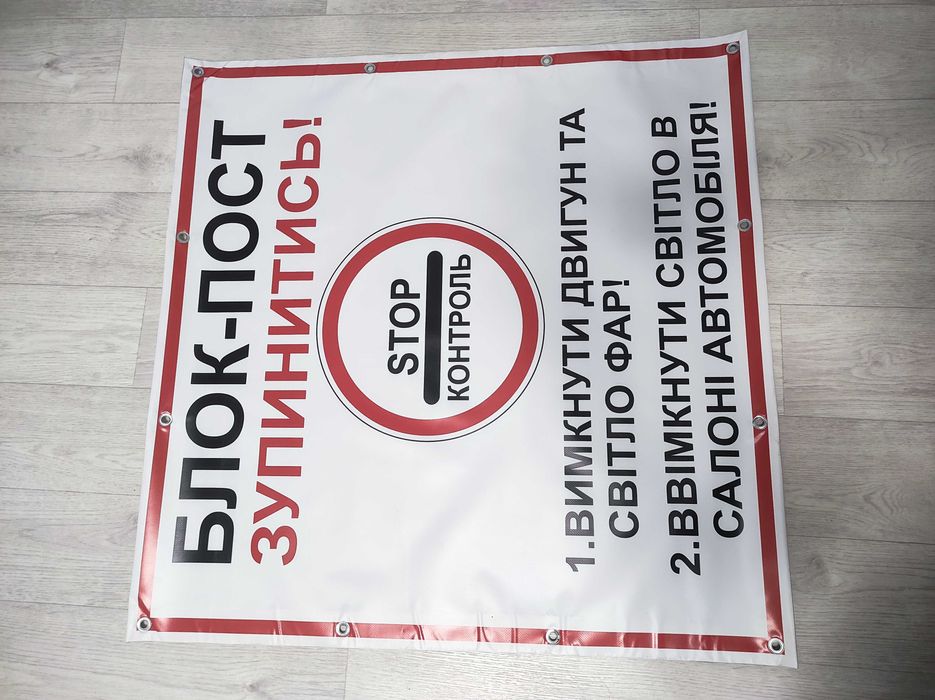 БЛОК-ПОСТ
ЗУПИНИТИСЬ!
STOP
КОНТРОЛЬ
1.ВИМКНУТИ ДВИГУН ТА
СВІТЛО ФАР!
2.ВВІМКНУТИ СВІТЛО В
САЛОНІ АВТОМОБІЛЯ!